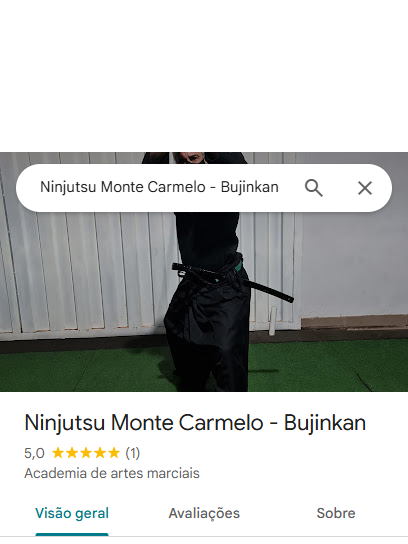 Ninjutsu Monte Carmelo - Bujinkan
Ninjutsu Monte Carmelo - Bujinkan
5,0 ★★★★★ (1)
Academia de artes marciais
Visão geral Avaliações Sobre